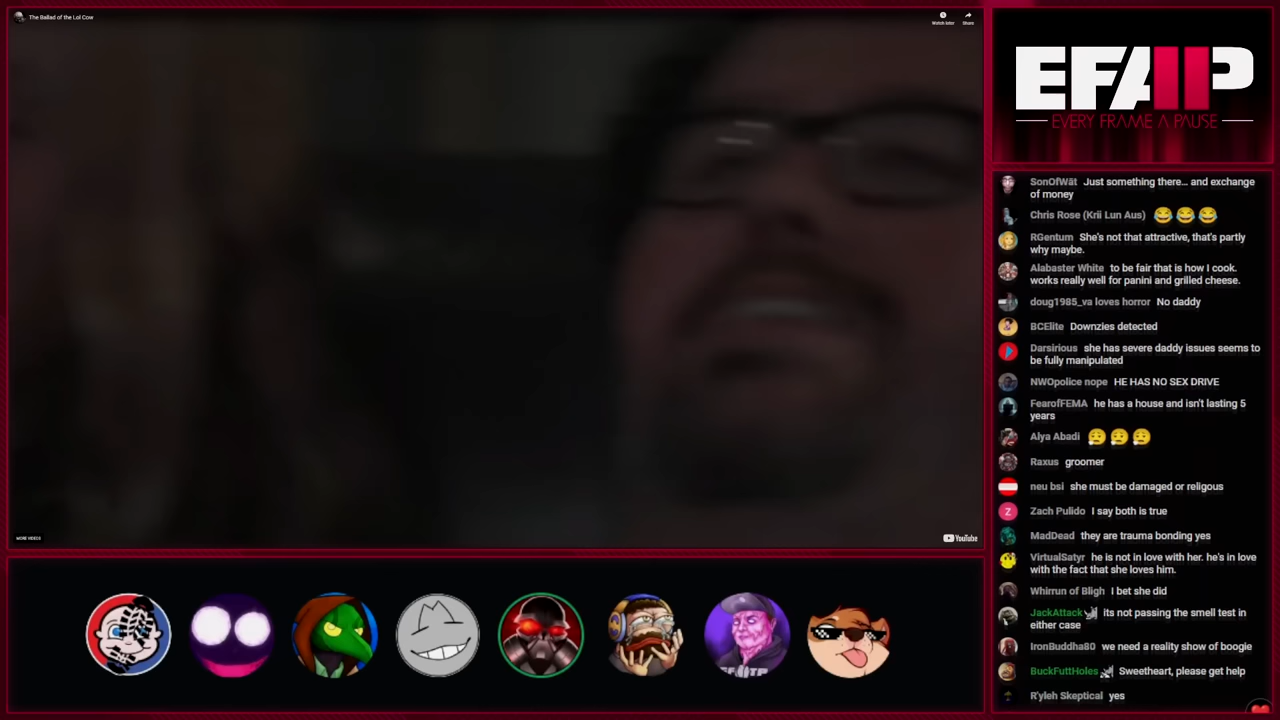 The Ballad of the Lol Cow
Watch later
Share
MORE VIDEOS
YouTube
EFAP
EVERY FRAME A PAUSE
SonOfWät Just something there... and exchange
of money
Chris Rose (Krii Lun Aus) 😂😂😂
RGentum She's not that attractive, that's partly
why maybe.
Alabaster White to be fair that is how I cook.
works really well for panini and grilled cheese.
doug1985_va loves horror No daddy
BCElite Downzies detected
Darsirious she has severe daddy issues seems to
be fully manipulated
NWOpolice nope HE HAS NO SEX DRIVE
FearofFEMA he has a house and isn't lasting 5
years
Alya Abadi 😮‍💨😮‍💨😮‍💨
Raxus groomer
neu bsi she must be damaged or religous
Z
Zach Pulido I say both is true
MadDead they are trauma bonding yes
VirtualSatyr he is not in love with her. he's in love
with the fact that she loves him.
Whirrun of Bligh I bet she did
JackAttack its not passing the smell test in
either case
IronBuddha80 we need a reality show of boogie
BuckFuttHoles Sweetheart, please get help
R'yleh Skeptical yes